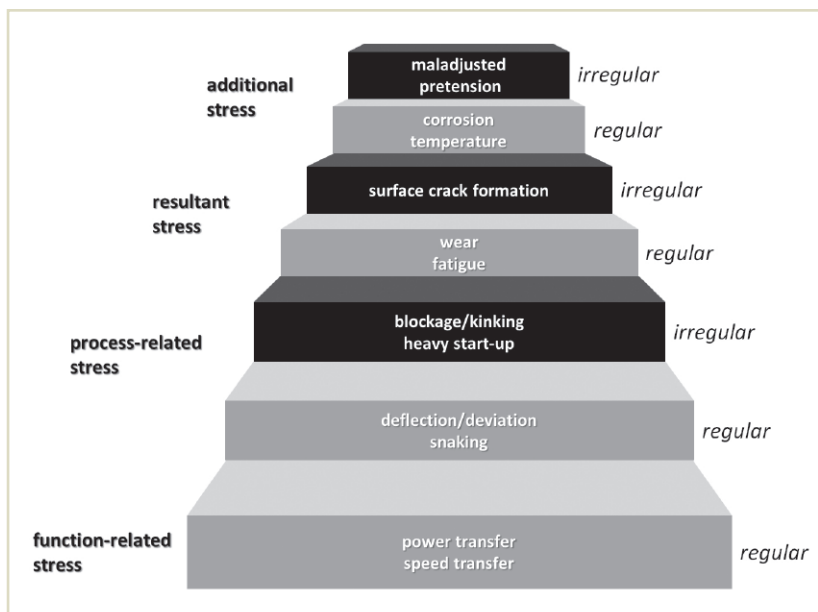 additional
stress
maladjusted
pretension
irregular
corrosion
temperature
regular
resultant
stress
surface crack formation
irregular
wear
fatigue
regular
process-related
stress
blockage/kinking
heavy start-up
irregular
deflection/deviation
snaking
regular
function-related
stress
power transfer
speed transfer
regular